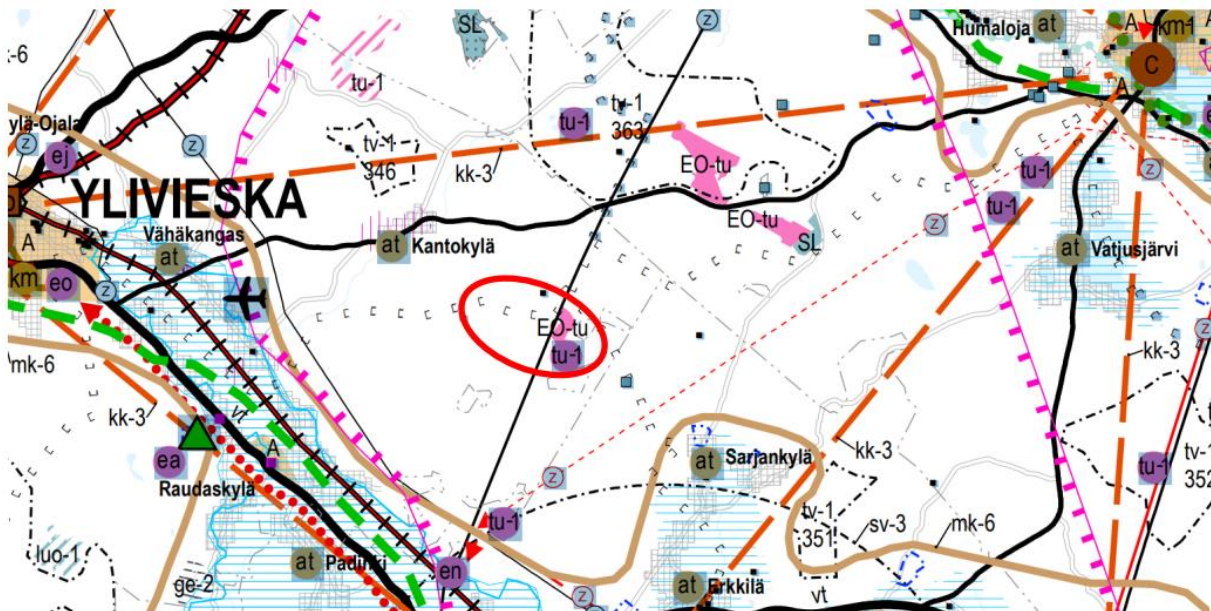 -6
z
SL
Humaloja
at
A
km-1
A
C
tu-1
A
ylä-Ojala
z
z
tu-1
tv-1
363
ej
tv-1
346
kk-3
EO-tu
tu-1
z
YLIVIESKA
tu-1
EO-tu
SL
A
Vähäkangas
at
at
Kantokylä
z
at
Vatjusjärvi
km
eo
z
EO-tu
tu-1
z
mk-6
kk-3
kk-3
vt
A
ea
Raudaskylä
at
Sarjankylä
kk-3
z
tu-1
tv-1
352
tu-1
tv-1
351
sv-3
mk-6
luo-1
at
Padinki
ge-2
en
z
at
Erkkilä
vt